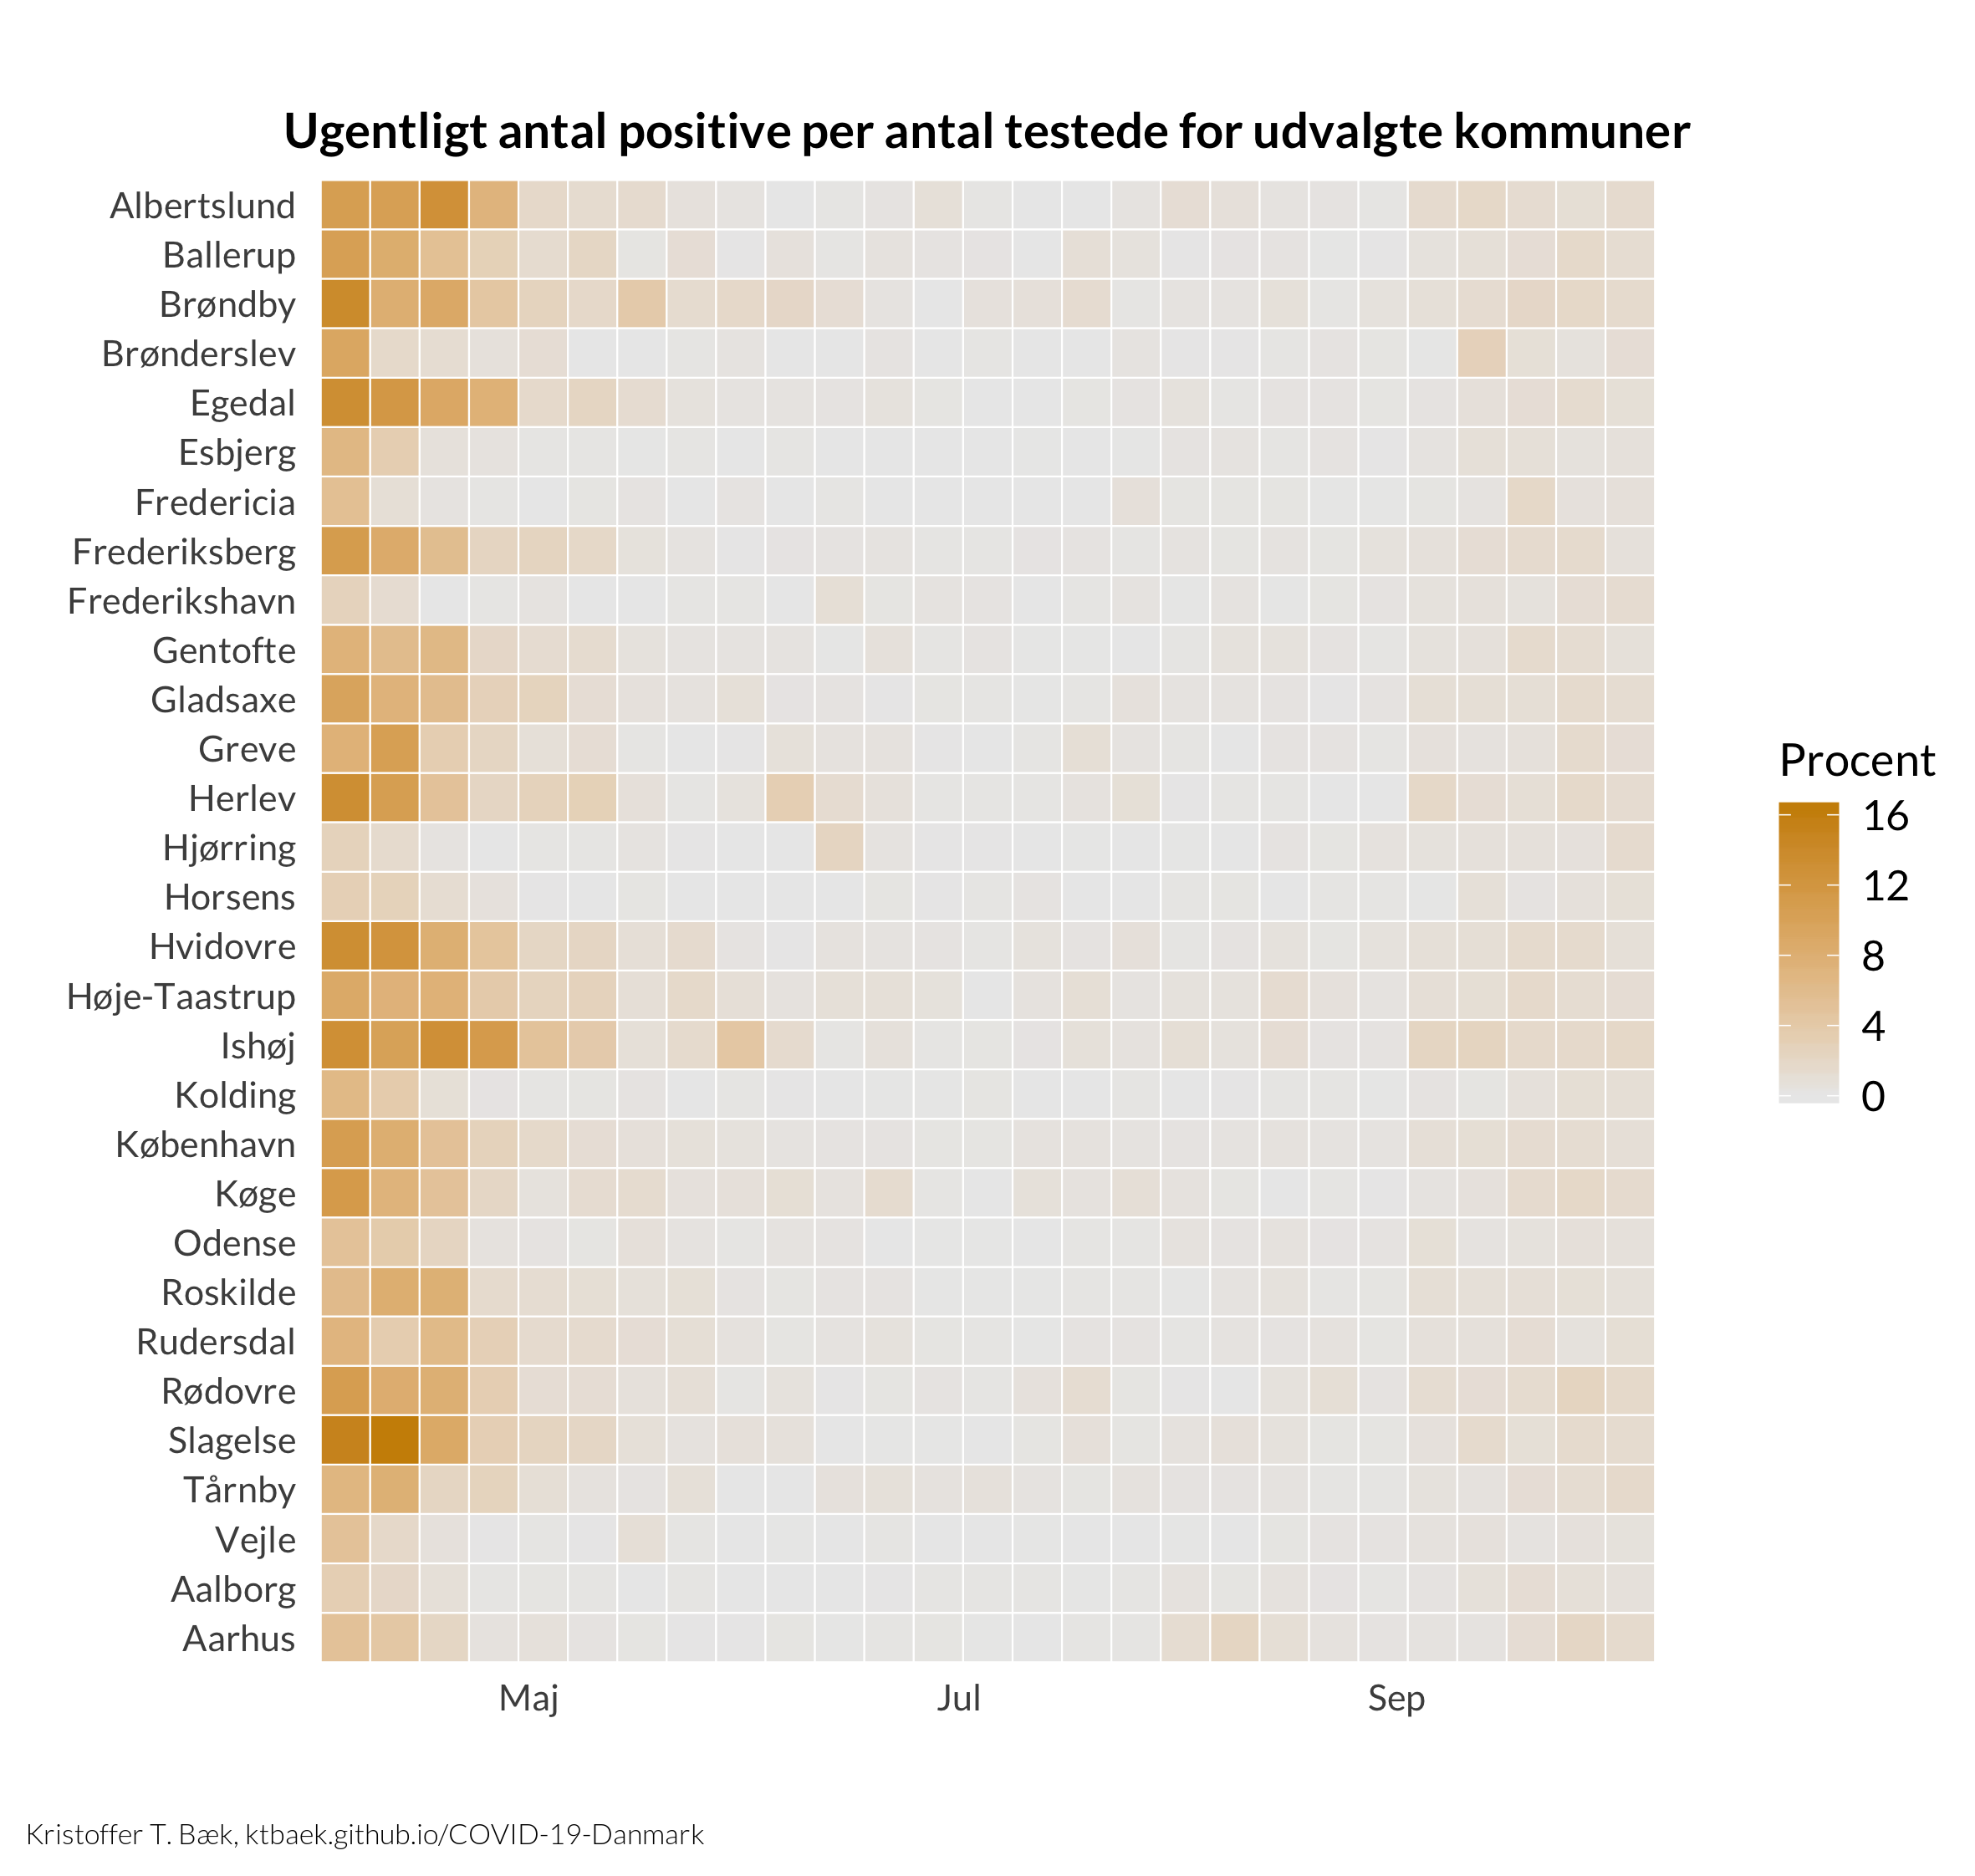 Ugentligt antal positive per antal testede for udvalgte kommuner
Albertslund
Ballerup
Brøndby
Brønderslev
Egedal
Esbjerg
Fredericia
Frederiksberg
Frederikshavn
Gentofte
Gladsaxe
Greve
Herlev
Hjørring
Horsens
Hvidovre
Høje-Taastrup
Ishøj
Kolding
København
Køge
Odense
Roskilde
Rudersdal
Rødovre
Slagelse
Tårnby
Vejle
Aalborg
Aarhus
Maj
Jul
Sep
Procent
16
12
8
4
0
Kristoffer T. Bæk, ktbaek.github.io/COVID-19-Danmark